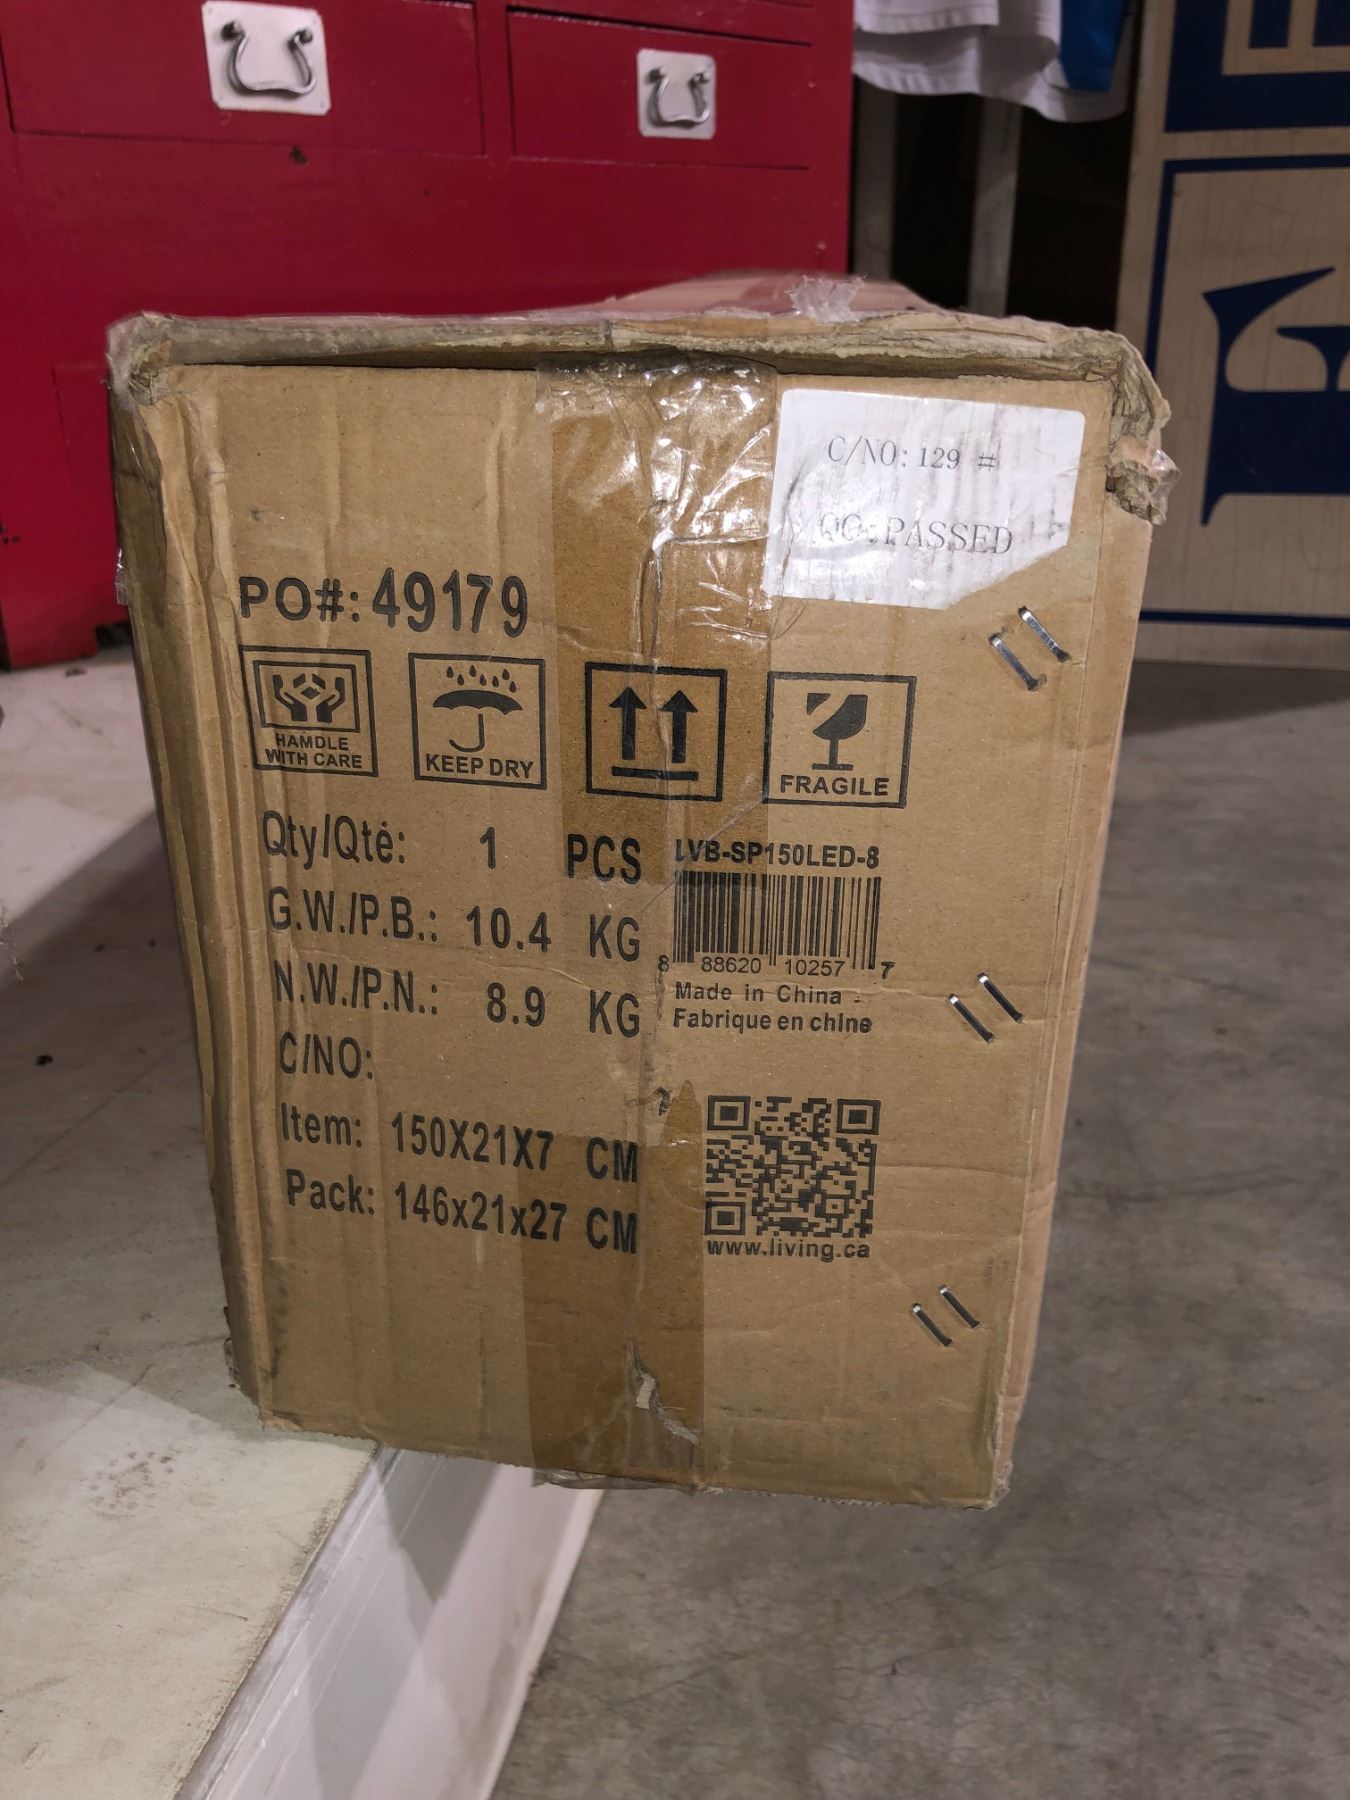 C/NO: 129 #
QC: PASSED
PO#: 49179
HAMDLE
WITH CARE
KEEP DRY
FRAGILE
Qty/Qtė: 1 PCS
G.W./P.B.: 10.4 KG
N.W./P.N.: 8.9 KG
C/NO:
Item: 150X21X7 CM
Pack: 146x21x27 CM
LVB-SP150LED-8
8 88620 10257 7
Made in China
Fabrique en chine
www.living.ca